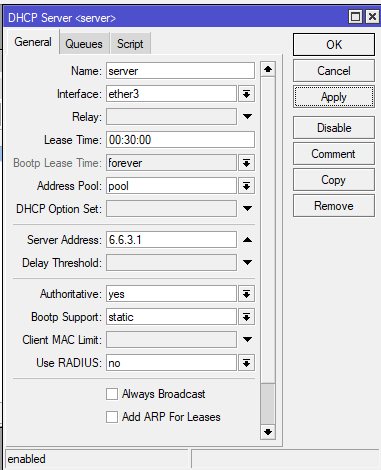 DHCP Server <server>
General Queues Script
Name: server
Interface: ether3
Relay:
Lease Time: 00:30:00
Bootp Lease Time: forever
Address Pool: pool
DHCP Option Set:
Server Address: 6.6.3.1
Delay Threshold:
Authoritative: yes
Bootp Support: static
Client MAC Limit:
Use RADIUS: no
Always Broadcast
Add ARP For Leases
OK
Cancel
Apply
Disable
Comment
Copy
Remove
enabled